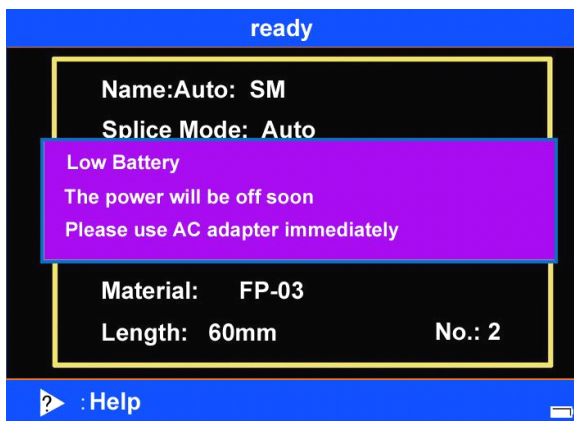 ready
Name:Auto: SM
Splice Mode: Auto
Low Battery
The power will be off soon
Please use AC adapter immediately
Material: FP-03
Length: 60mm No.: 2
? :Help